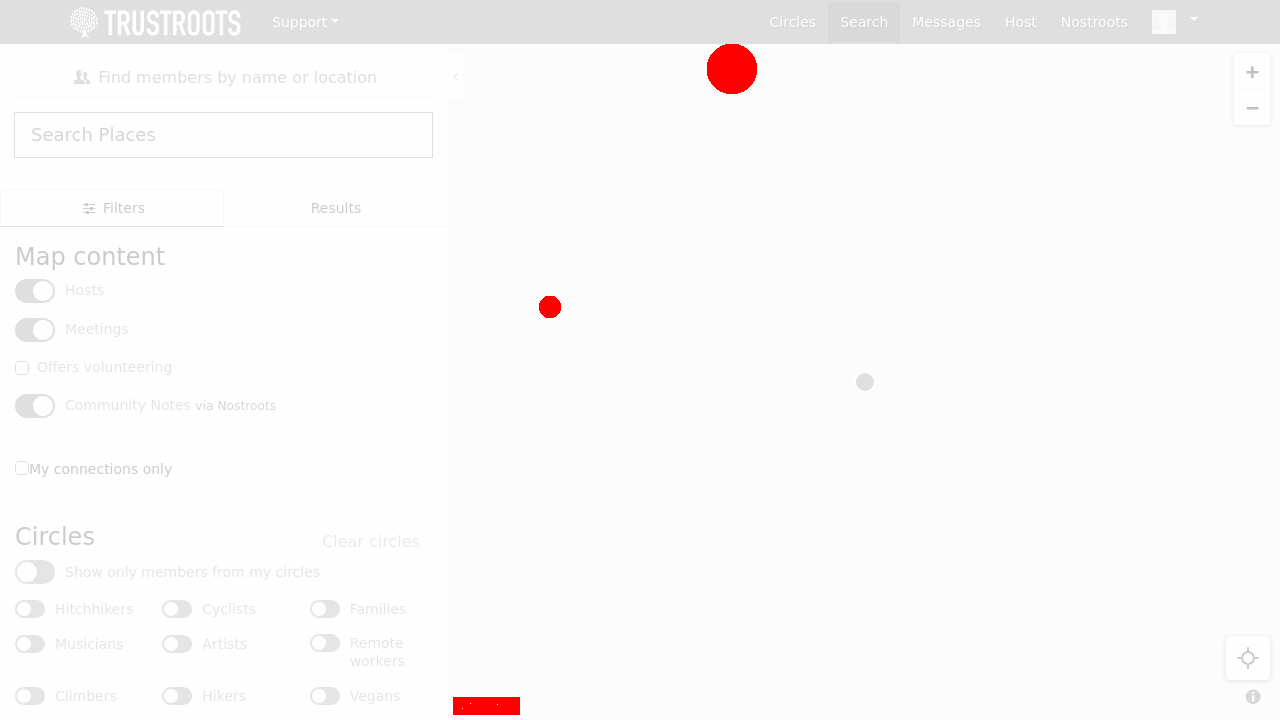 TRUSTROOTS Support Circles Search Messages Host Nostroots
Find members by name or location
Search Places
Filters Results
Map content
Hosts
Meetings
Offers volunteering
Community Notes via Nostroots
My connections only
Circles Clear circles
Show only members from my circles
Hitchhikers Cyclists Families
Musicians Artists Remote workers
Climbers Hikers Vegans